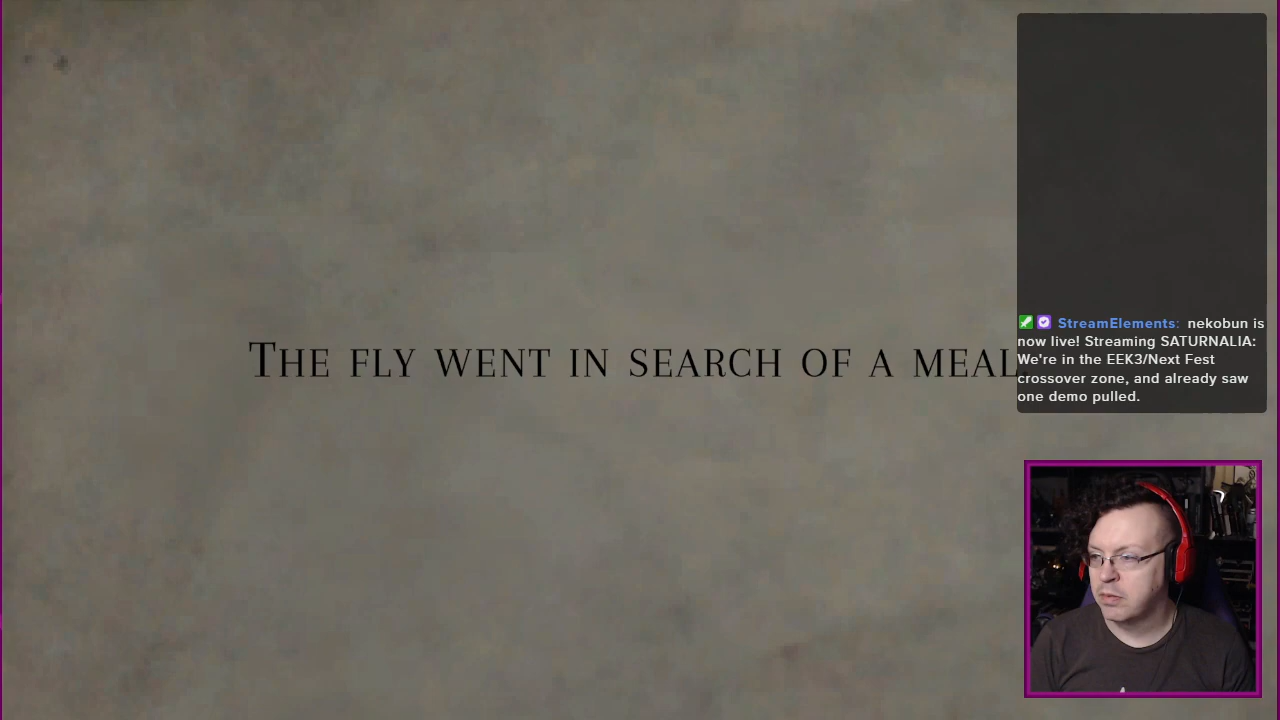 THE FLY WENT IN SEARCH OF A MEAL.
StreamElements: nekobun is
now live! Streaming SATURNALIA:
We're in the EEK3/Next Fest
crossover zone, and already saw
one demo pulled.